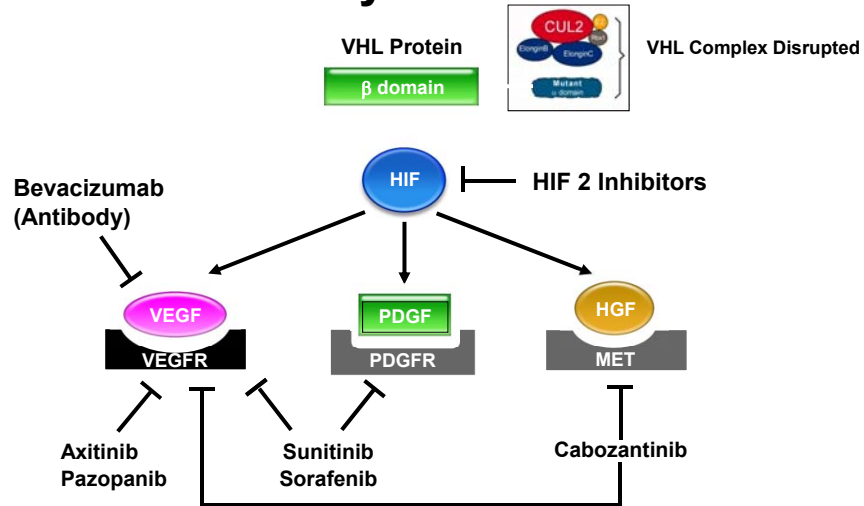 CUL2
VHL Protein
VHL Complex Disrupted
ElonginB
ElonginC
β domain
Mutant
α domain
HIF
HIF 2 Inhibitors
Bevacizumab
(Antibody)
VEGF
PDGF
HGF
VEGFR
PDGFR
MET
Axitinib
Pazopanib
Sunitinib
Sorafenib
Cabozantinib